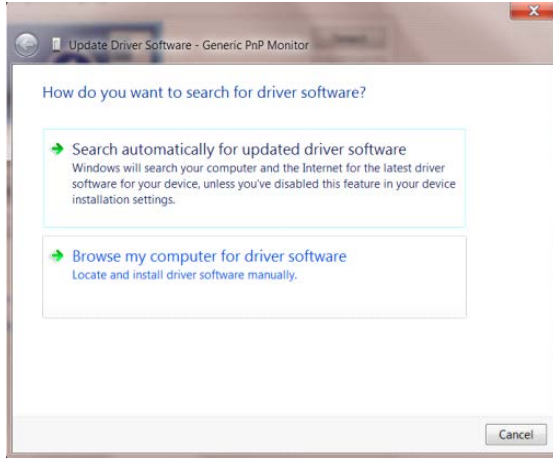 Update Driver Software - Generic PnP Monitor
How do you want to search for driver software?
Search automatically for updated driver software
Windows will search your computer and the Internet for the latest driver
software for your device, unless you've disabled this feature in your device
installation settings.
Browse my computer for driver software
Locate and install driver software manually.
Cancel